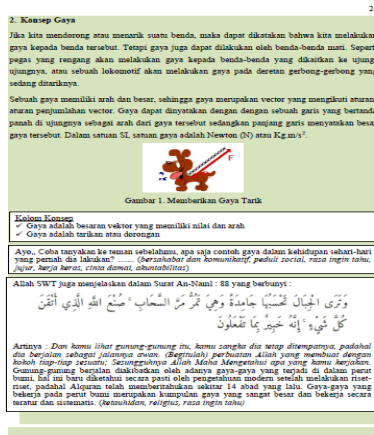 2
2. Konsep Gaya
Jika kita mendorong atau menarik suatu benda, maka dapat dikatakan bahwa kita melakukan
gaya kepada benda tersebut. Tetapi gaya juga dapat dilakukan oleh benda-benda mati. Seperti
pegas yang rengang akan melakukan gaya kepada benda-benda yang dikaitkan ke ujung-
ujungnya, atau sebuah lokomotif akan melakukan gaya pada deretan gerbong-gerbong yang
sedang ditariknya.
Sebuah gaya memiliki arah dan besar, sehingga gaya merupakan vector yang mengikuti aturan-
aturan penjumlahan vector. Gaya dapat dinyatakan dengan dengan sebuah garis yang bertanda
panah di ujungnya sebagai arah dari gaya tersebut sedangkan panjang garis menyatakan besar
gaya tersebut. Dalam satuan SI, satuan gaya adalah Newton (N) atau Kg.m/s².
F
Gambar 1. Memberikan Gaya Tarik
Kolom Konsep
✓ Gaya adalah besaran vektor yang memiliki nilai dan arah
✓ Gaya adalah tarikan atau dorongan
Ayo,, Coba tanyakan ke teman sebelahmu, apa saja contoh gaya dalam kehidupan sehari-hari
yang pernah dia lakukan? ....... (bersahabat dan komunikatif, peduli social, rasa ingin tahu,
jujur, kerja keras, cinta damai, akuntabilitas)
Allah SWT juga menjelaskan dalam Surat An-Naml : 88 yang berbunyi :
وَتَرَى الْجِبَالَ تَحْسَبُهَا جَامِدَةً وَهِيَ تَمُرُّ مَرَّ السَّحَابِ ۚ صُنْعَ اللَّهِ الَّذِي أَتْقَنَ
كُلَّ شَيْءٍ ۚ إِنَّهُ خَبِيرٌ بِمَا تَفْعَلُونَ
Artinya : Dan kamu lihat gunung-gunung itu, kamu sangka dia tetap ditempatnya, padahal
dia berjalan sebagai jalannya awan. (Begitulah) perbuatan Allah yang membuat dengan
kokoh tiap-tiap sesuatu; Sesungguhnya Allah Maha Mengetahui apa yang kamu kerjakan.
Gunung-gunung berjalan diakibatkan oleh adanya gaya-gaya yang terjadi di dalam perut
bumi, hal ini baru diketahui secara pasti oleh pengetahuan modern setelah melakukan riset-
riset, padahal Alquran telah memberitahukan sekitar 14 abad yang lalu. Gaya-gaya yang
bekerja pada perut bumi merupakan kumpulan gaya yang sangat besar dan bekerja secara
teratur dan sistematis. (ketauhidan, religius, rasa ingin tahu)